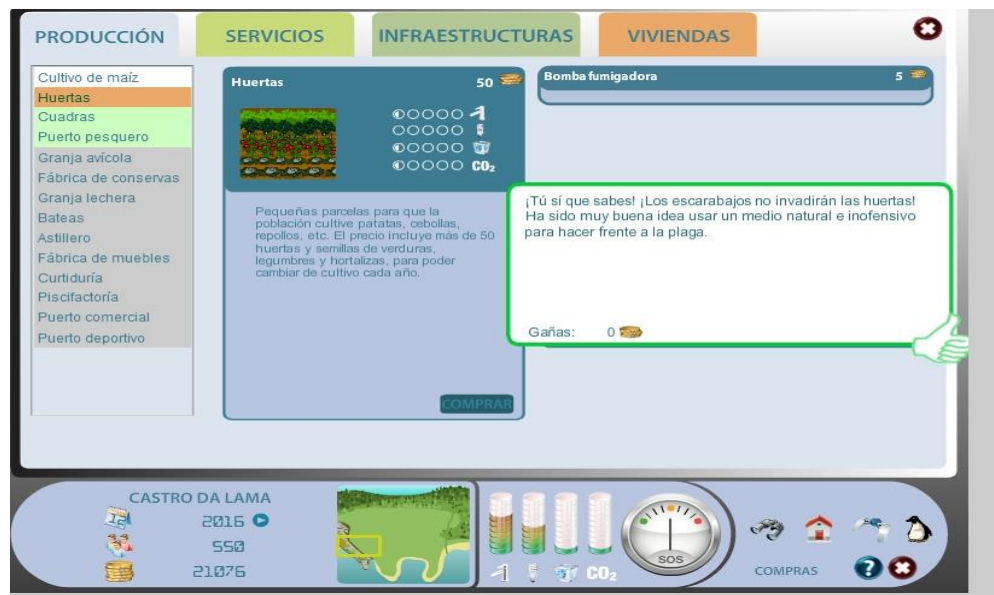 PRODUCCIÓN
SERVICIOS
INFRAESTRUCTURAS
VIVIENDAS
Cultivo de maíz
Huertas
Cuadras
Puerto pesquero
Granja avícola
Fábrica de conservas
Granja lechera
Bateas
Astillero
Fábrica de muebles
Curtiduría
Piscifactoría
Puerto comercial
Puerto deportivo
Huertas 50
CO2
Pequeñas parcelas para que la
población cultive patatas, cebollas,
repollos, etc. El precio incluye más de 50
huertas y semillas de verduras,
legumbres y hortalizas, para poder
cambiar de cultivo cada año.
COMPRAR
Bomba fumigadora 5
¡Tú sí que sabes! ¡Los escarabajos no invadirán las huertas!
Ha sido muy buena idea usar un medio natural e inofensivo
para hacer frente a la plaga.
Gañas: 0
CASTRO DA LAMA
12
2016
550
21076
CO2
SOS
COMPRAS
?